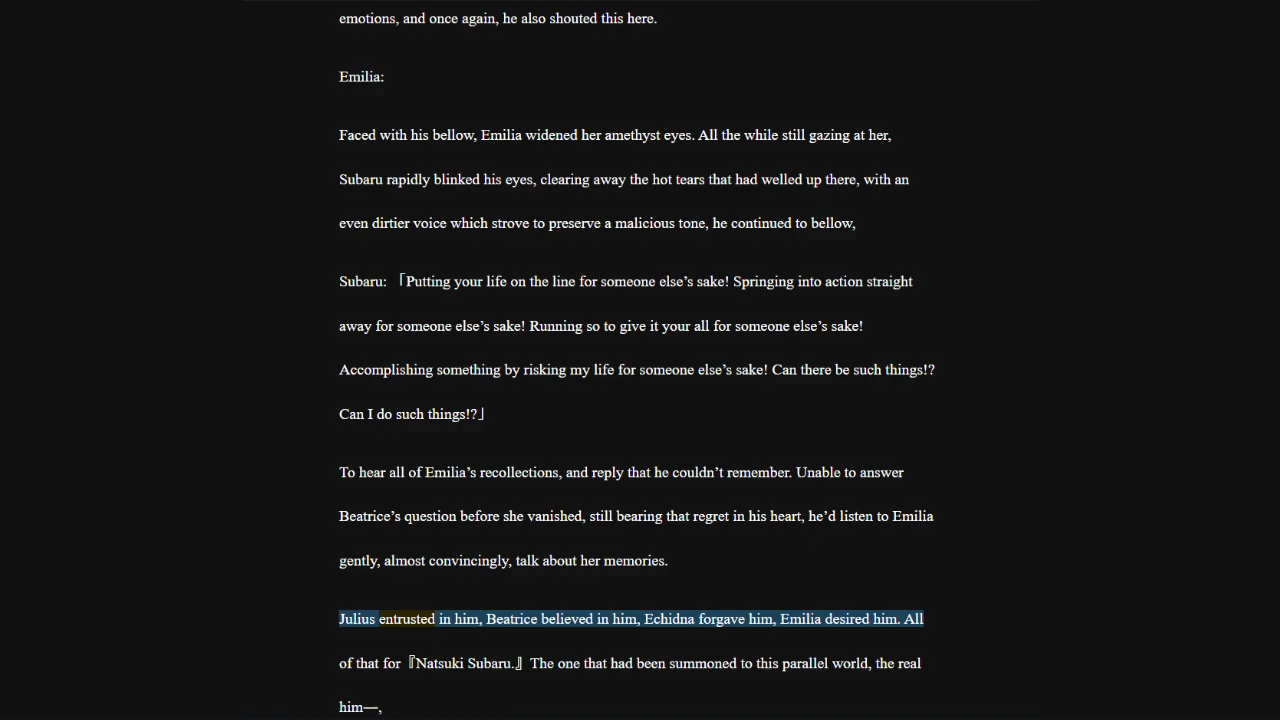 emotions, and once again, he also shouted this here.
Emilia:
Faced with his bellow, Emilia widened her amethyst eyes. All the while still gazing at her,
Subaru rapidly blinked his eyes, clearing away the hot tears that had welled up there, with an
even dirtier voice which strove to preserve a malicious tone, he continued to bellow,
Subaru: 「Putting your life on the line for someone else’s sake! Springing into action straight
away for someone else’s sake! Running so to give it your all for someone else’s sake!
Accomplishing something by risking my life for someone else’s sake! Can there be such things!?
Can I do such things!?」
To hear all of Emilia’s recollections, and reply that he couldn’t remember. Unable to answer
Beatrice’s question before she vanished, still bearing that regret in his heart, he’d listen to Emilia
gently, almost convincingly, talk about her memories.
Julius entrusted in him, Beatrice believed in him, Echidna forgave him, Emilia desired him. All
of that for『Natsuki Subaru.』The one that had been summoned to this parallel world, the real
him—,